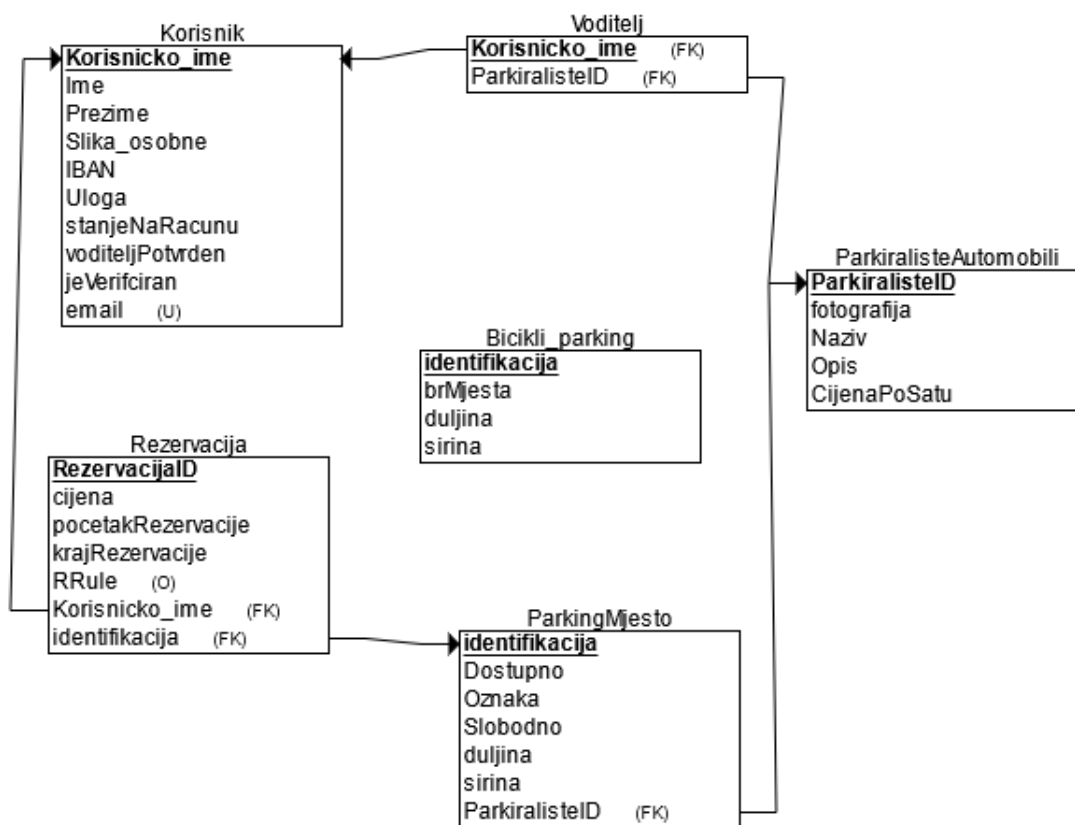 Korisnik
Korisnicko_ime
Ime
Prezime
Slika_osobne
IBAN
Uloga
stanjeNaRacunu
voditeljPotvrden
jeVerifciran
email (U)
Voditelj
Korisnicko_ime (FK)
ParkiralisteID (FK)
ParkiralisteAutomobili
ParkiralisteID
fotografija
Naziv
Opis
CijenaPoSatu
Bicikli_parking
identifikacija
brMjesta
duljina
sirina
Rezervacija
RezervacijaID
cijena
pocetakRezervacije
krajRezervacije
RRule (O)
Korisnicko_ime (FK)
identifikacija (FK)
ParkingMjesto
identifikacija
Dostupno
Oznaka
Slobodno
duljina
sirina
ParkiralisteID (FK)